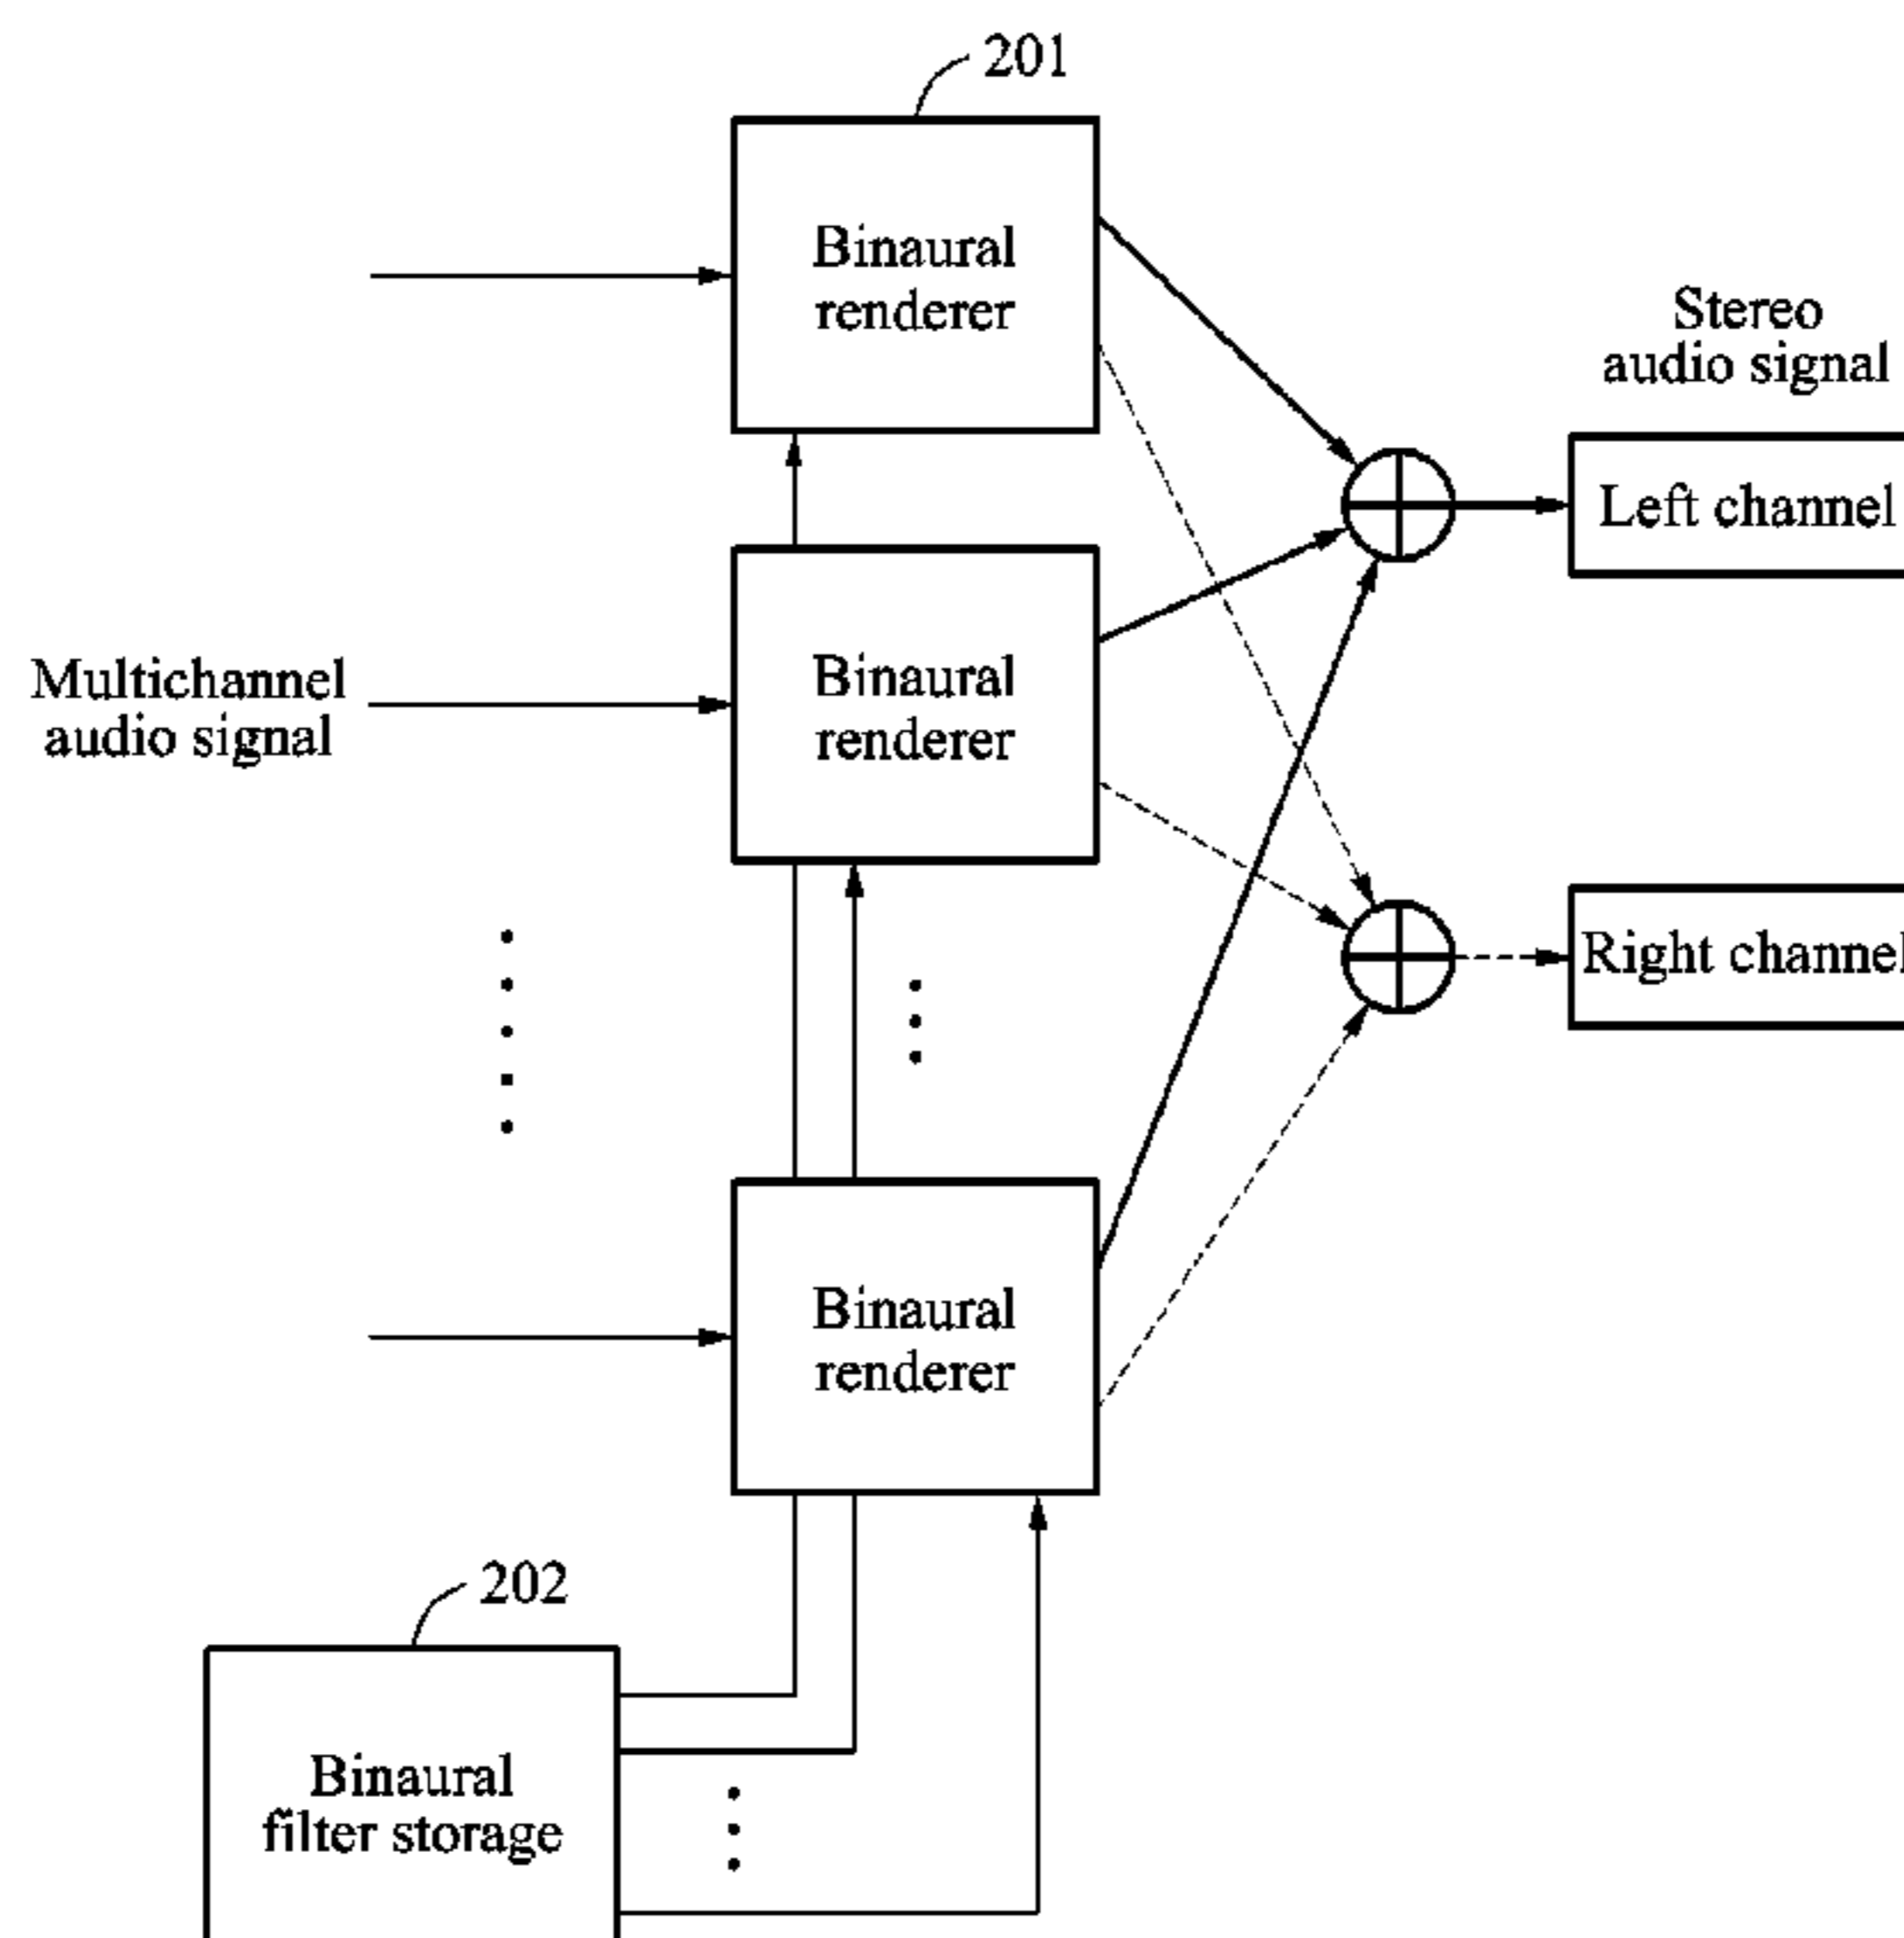 201
Binaural
renderer
Stereo
audio signal
Left channel
Multichannel
audio signal
Binaural
renderer
Right channel
Binaural
renderer
202
Binaural
filter storage